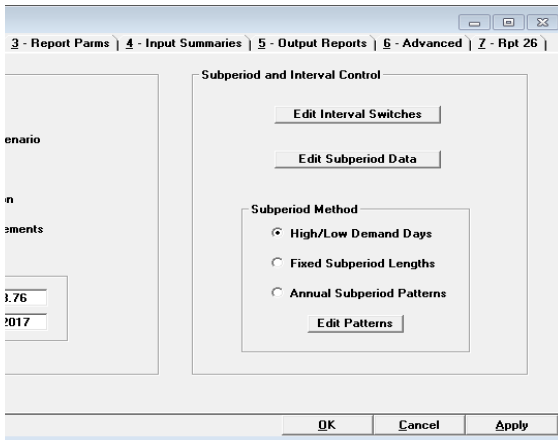 3 - Report Parms 4 - Input Summaries 5 - Output Reports 6 - Advanced 7 - Rpt 26
Subperiod and Interval Control
Edit Interval Switches
enario
Edit Subperiod Data
on
Subperiod Method
ements
High/Low Demand Days
Fixed Subperiod Lengths
3.76
Annual Subperiod Patterns
2017
Edit Patterns
OK Cancel Apply